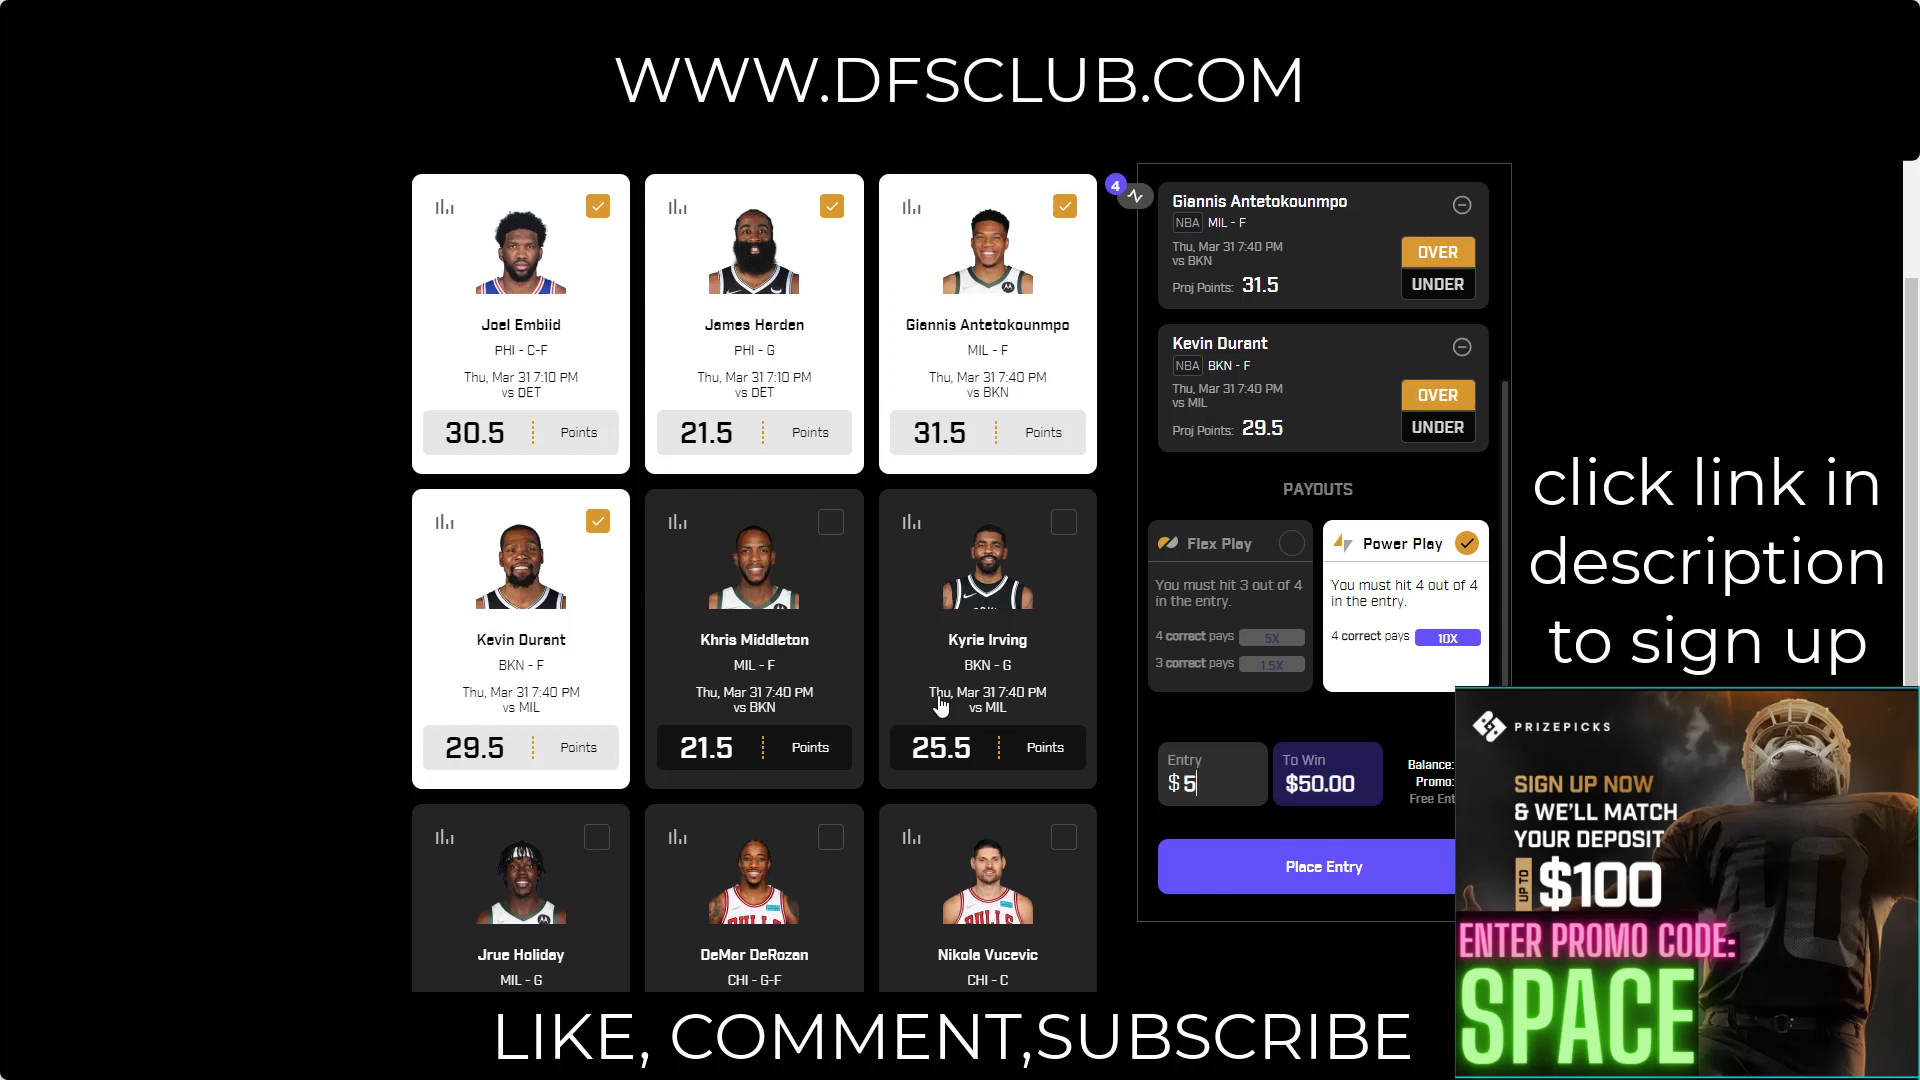 WWW.DFSCLUB.COM
Joel Embiid
PHI - C-F
Thu, Mar 31 7:10 PM
vs DET
30.5 Points
James Harden
PHI - G
Thu, Mar 31 7:10 PM
vs DET
21.5 Points
Giannis Antetokounmpo
MIL - F
Thu, Mar 31 7:40 PM
vs BKN
31.5 Points
Kevin Durant
BKN - F
Thu, Mar 31 7:40 PM
vs MIL
29.5 Points
Khris Middleton
MIL - F
Thu, Mar 31 7:40 PM
vs BKN
21.5 Points
Kyrie Irving
BKN - G
Thu, Mar 31 7:40 PM
vs MIL
25.5 Points
Jrue Holiday
MIL - G
DeMar DeRozan
CHI - G-F
Nikola Vucevic
CHI - C
4
Giannis Antetokounmpo
NBA MIL - F
Thu, Mar 31 7:40 PM
vs BKN
Proj Points: 31.5
OVER
UNDER
Kevin Durant
NBA BKN - F
Thu, Mar 31 7:40 PM
vs MIL
Proj Points: 29.5
OVER
UNDER
PAYOUTS
Flex Play
You must hit 3 out of 4
in the entry.
4 correct pays 5X
3 correct pays 1.5X
Power Play
You must hit 4 out of 4
in the entry.
4 correct pays 10X
Entry
$ 5
To Win
$50.00
Balance:
Promo:
Free Ent
Place Entry
click link in
description
to sign up
PRIZEPICKS
SIGN UP NOW
& WE'LL MATCH
YOUR DEPOSIT
UP TO $100
ENTER PROMO CODE:
SPACE
LIKE, COMMENT,SUBSCRIBE